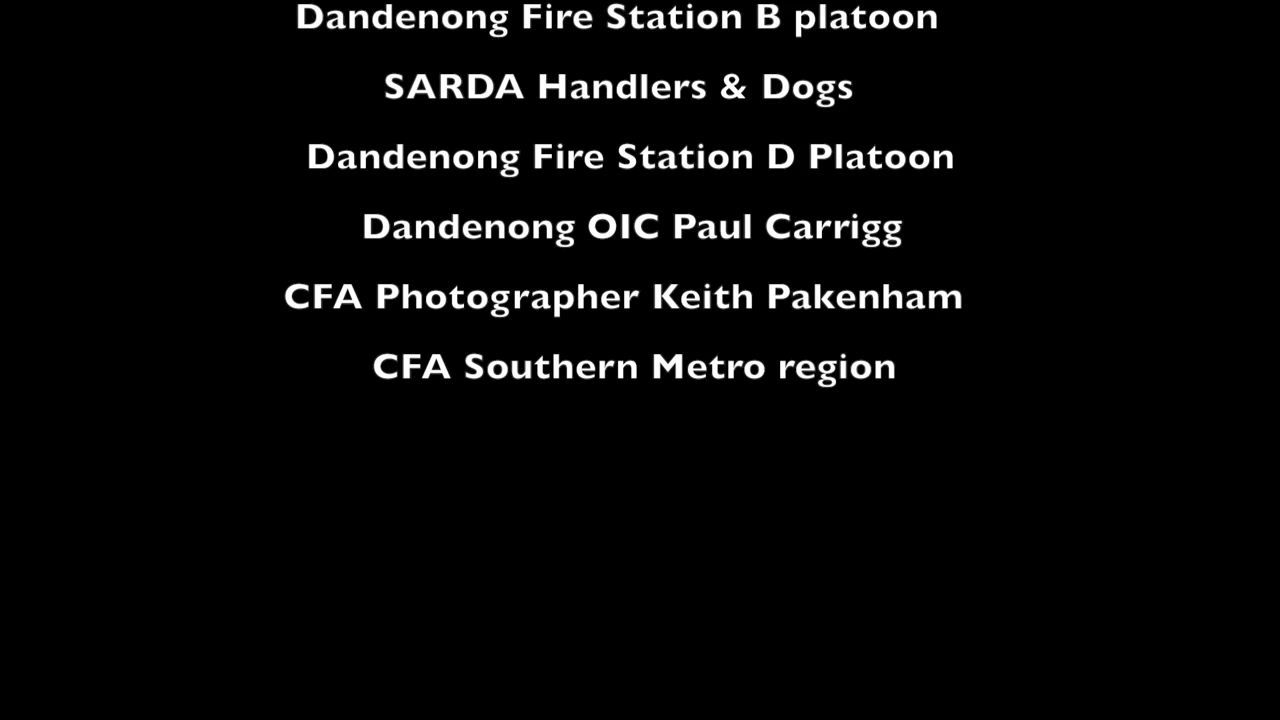 Dandenong Fire Station B platoon
SARDA Handlers & Dogs
Dandenong Fire Station D Platoon
Dandenong OIC Paul Carrigg
CFA Photographer Keith Pakenham
CFA Southern Metro region